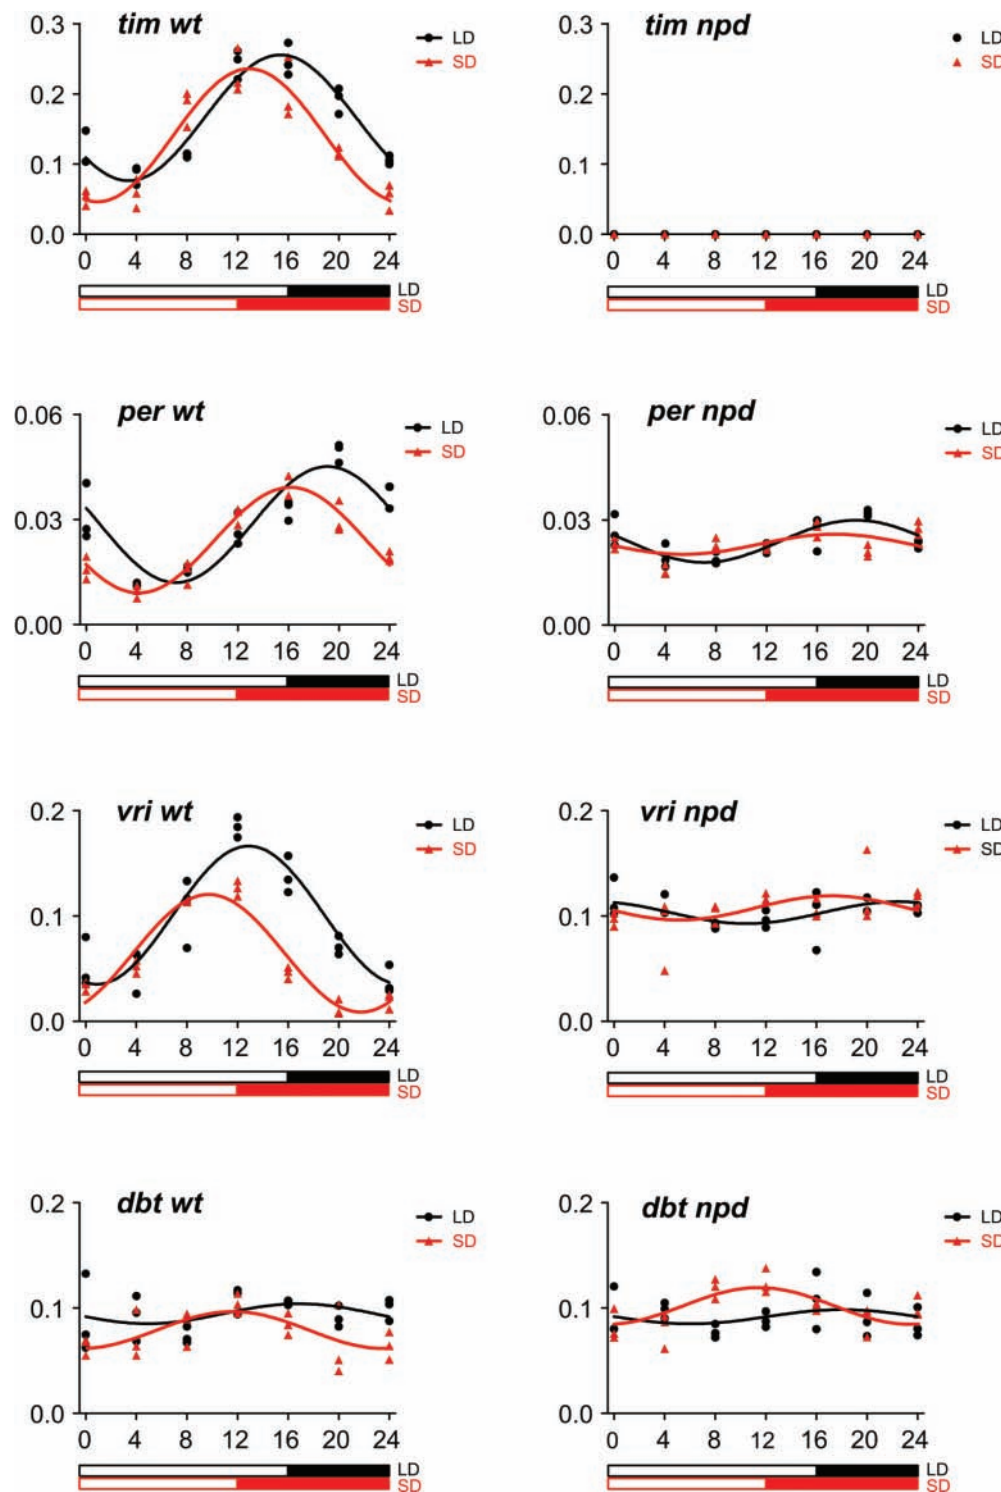 tim wt
0.3
0.2
0.1
0.0
0 4 8 12 16 20 24
LD
SD
LD
SD
tim npd
0.3
0.2
0.1
0.0
0 4 8 12 16 20 24
LD
SD
LD
SD
per wt
0.06
0.03
0.00
0 4 8 12 16 20 24
LD
SD
LD
SD
per npd
0.06
0.03
0.00
0 4 8 12 16 20 24
LD
SD
LD
SD
vri wt
0.2
0.1
0.0
0 4 8 12 16 20 24
LD
SD
LD
SD
vri npd
0.2
0.1
0.0
0 4 8 12 16 20 24
LD
SD
LD
SD
dbt wt
0.2
0.1
0.0
0 4 8 12 16 20 24
LD
SD
LD
SD
dbt npd
0.2
0.1
0.0
0 4 8 12 16 20 24
LD
SD
LD
SD